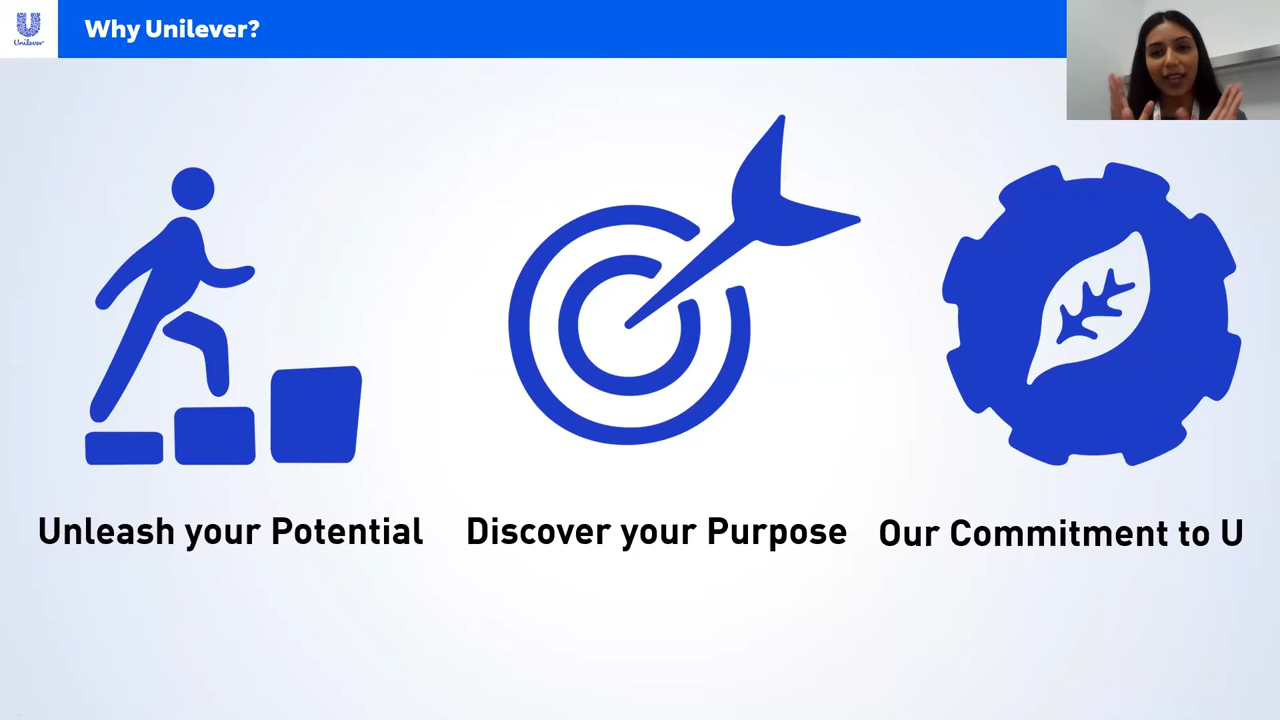 Unilever
Why Unilever?
Unleash your Potential
Discover your Purpose
Our Commitment to U